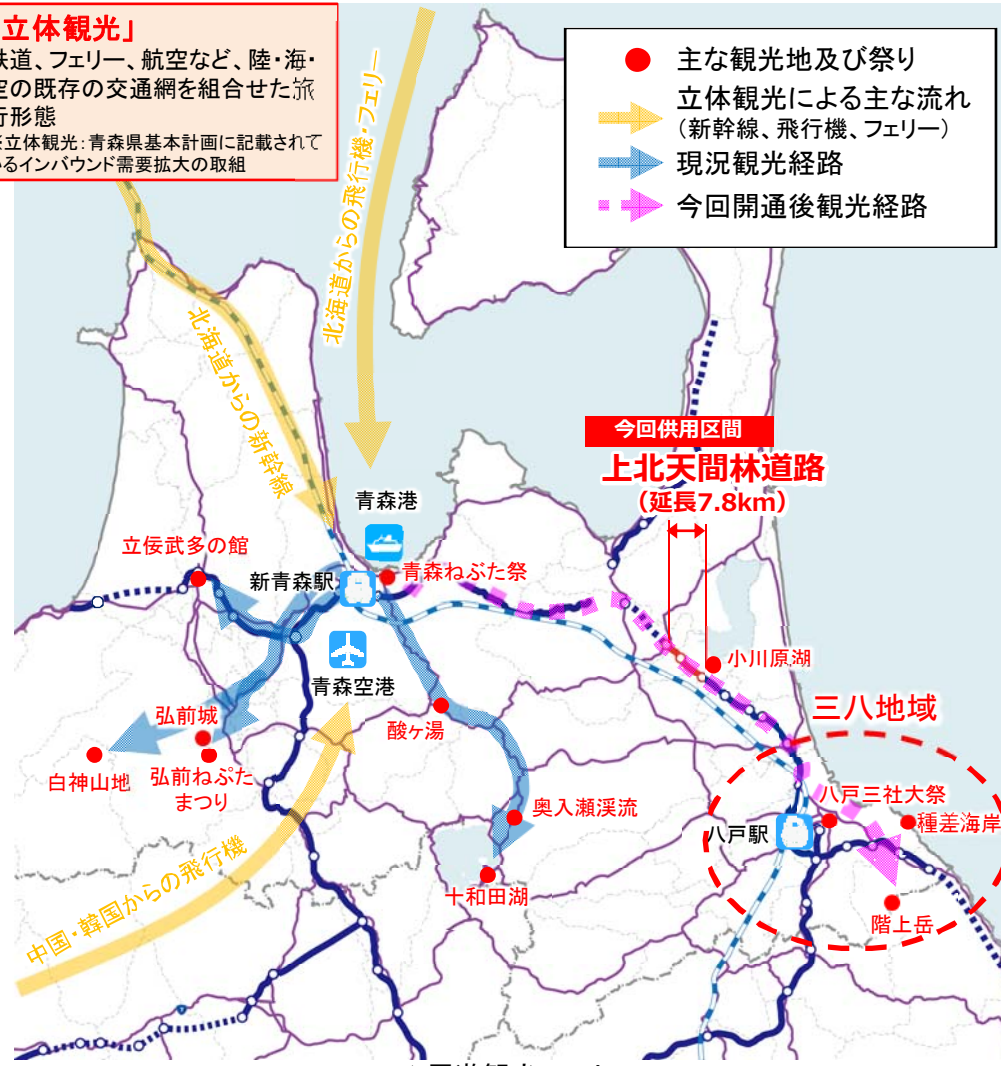 立体観光」
鉄道、フェリー、航空など、陸・海・
空の既存の交通網を組合せた旅
行形態
※立体観光：青森県基本計画に記載されて
いるインバウンド需要拡大の取組
主な観光地及び祭り
立体観光による主な流れ
（新幹線、飛行機、フェリー）
現況観光経路
今回開通後観光経路
北海道からの飛行機・フェリー
北海道からの新幹線
今回供用区間
上北天間林道路
（延長7.8km）
青森港
立佞武多の館
新青森駅
青森ねぶた祭
青森空港
小川原湖
三八地域
弘前城
酸ヶ湯
白神山地
弘前ねぷた
まつり
奥入瀬渓流
八戸三社大祭
種差海岸
八戸駅
十和田湖
階上岳
中国・韓国からの飛行機